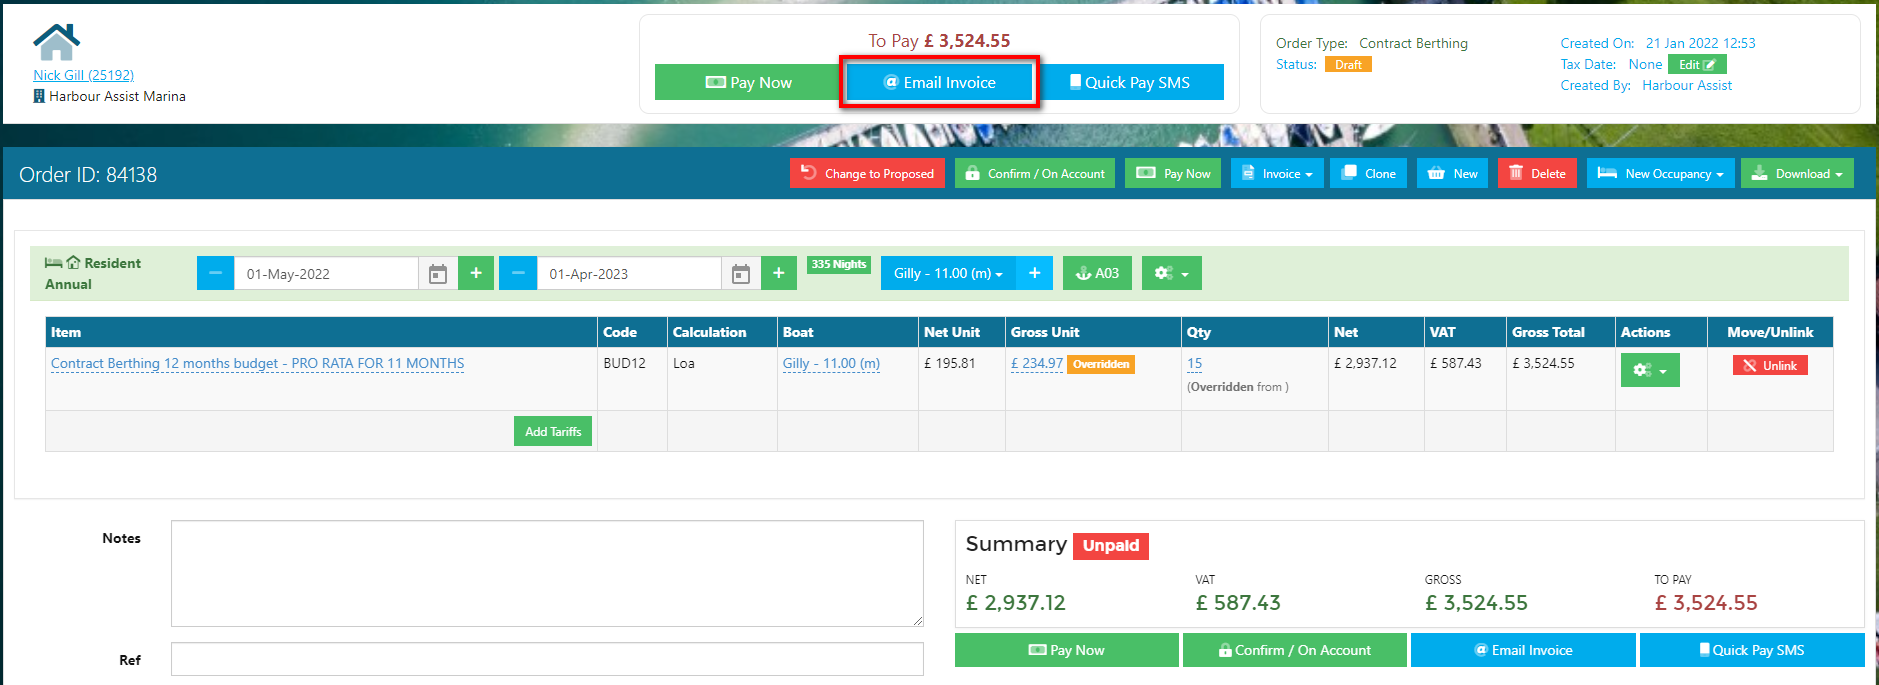 To Pay £ 3,524.55
Pay Now
Email Invoice
Quick Pay SMS
Nick Gill (25192)
Harbour Assist Marina
Order Type: Contract Berthing
Status: Draft
Created On: 21 Jan 2022 12:53
Tax Date: None Edit
Created By: Harbour Assist
Order ID: 84138
Change to Proposed
Confirm / On Account
Pay Now
Invoice
Clone
New
Delete
New Occupancy
Download
Resident
Annual
01-May-2022
01-Apr-2023
335 Nights
Gilly - 11.00 (m)
A03
Item Code Calculation Boat Net Unit Gross Unit Qty Net VAT Gross Total Actions Move/Unlink
Contract Berthing 12 months budget - PRO RATA FOR 11 MONTHS BUD12 Loa Gilly - 11.00 (m) £ 195.81 £ 234.97 Overridden 15 £ 2,937.12 £ 587.43 £ 3,524.55 Unlink
(Overridden from )
Add Tariffs
Notes
Ref
Summary Unpaid
NET VAT GROSS TO PAY
£ 2,937.12 £ 587.43 £ 3,524.55 £ 3,524.55
Pay Now
Confirm / On Account
Email Invoice
Quick Pay SMS